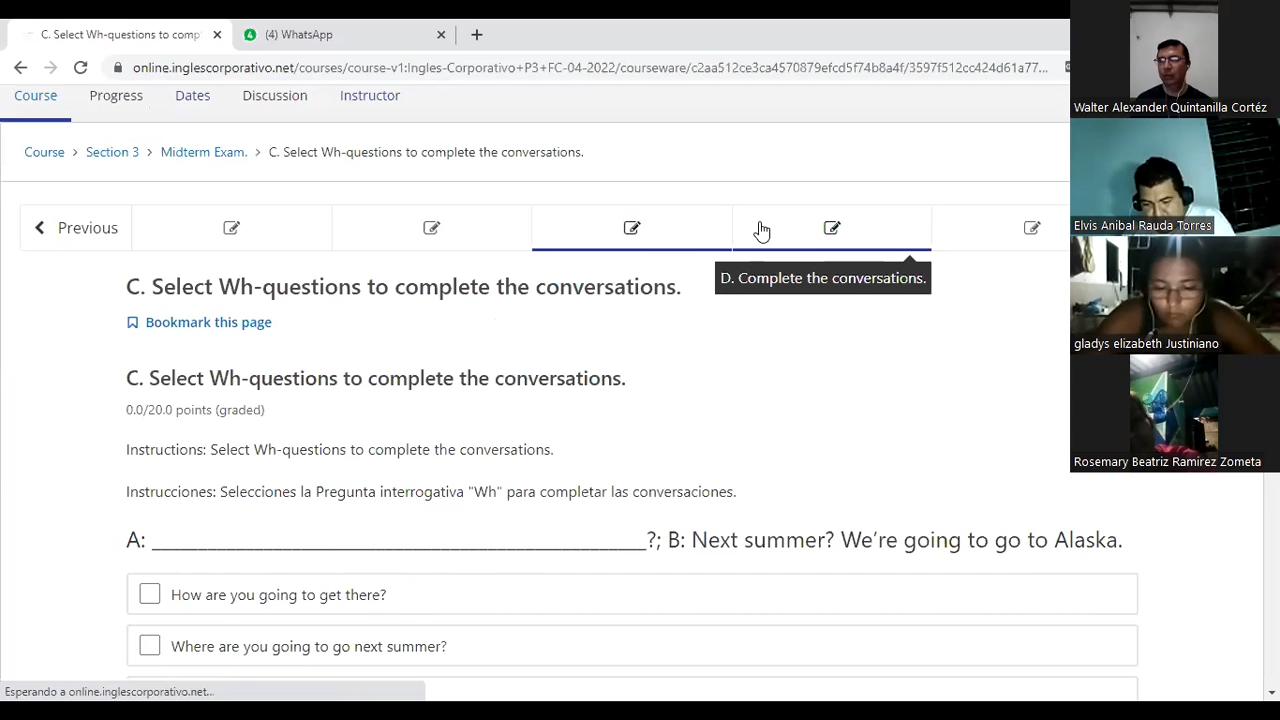 C. Select Wh-questions to comp
(4) WhatsApp
online.inglescorporativo.net/courses/course-v1:Ingles-Corporativo+P3+FC-04-2022/courseware/c2aa512ce3ca4570879efcd5f74b8a4f/3597f512cc424d61a77...
Course Progress Dates Discussion Instructor
Course > Section 3 > Midterm Exam. > C. Select Wh-questions to complete the conversations.
Previous
D. Complete the conversations.
C. Select Wh-questions to complete the conversations.
Bookmark this page
C. Select Wh-questions to complete the conversations.
0.0/20.0 points (graded)
Instructions: Select Wh-questions to complete the conversations.
Instrucciones: Selecciones la Pregunta interrogativa "Wh" para completar las conversaciones.
A: _______________________________________________?; B: Next summer? We're going to go to Alaska.
How are you going to get there?
Where are you going to go next summer?
Esperando a online.inglescorporativo.net...
Walter Alexander Quintanilla Cortéz
Elvis Anibal Rauda Torres
gladys elizabeth Justiniano
Rosemary Beatriz Ramirez Zometa